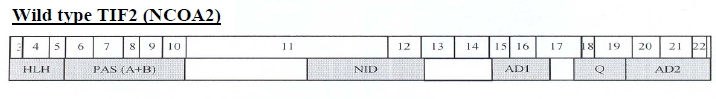 Wild type TIF2 (NCOA2)
3 4 5 6 7 8 9 10 11 12 13 14 15 16 17 18 19 20 21 22
HLH PAS (A+B) NID AD1 Q AD2